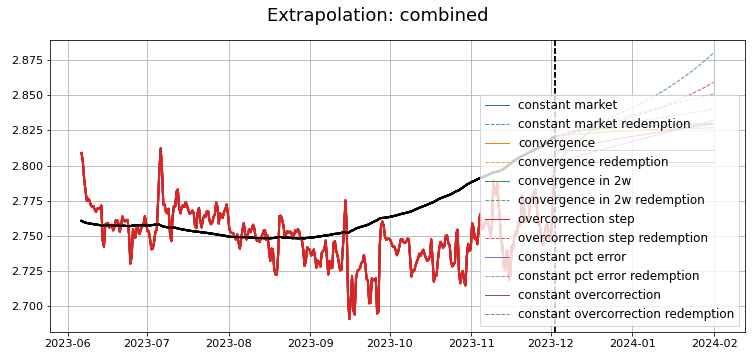 Extrapolation: combined
2.875
2.850
2.825
2.800
2.775
2.750
2.725
2.700
constant market
constant market redemption
convergence
convergence redemption
convergence in 2w
convergence in 2w redemption
overcorrection step
overcorrection step redemption
constant pct error
constant pct error redemption
constant overcorrection
constant overcorrection redemption
2023-06 2023-07 2023-08 2023-09 2023-10 2023-11 2023-12 2024-01 2024-02